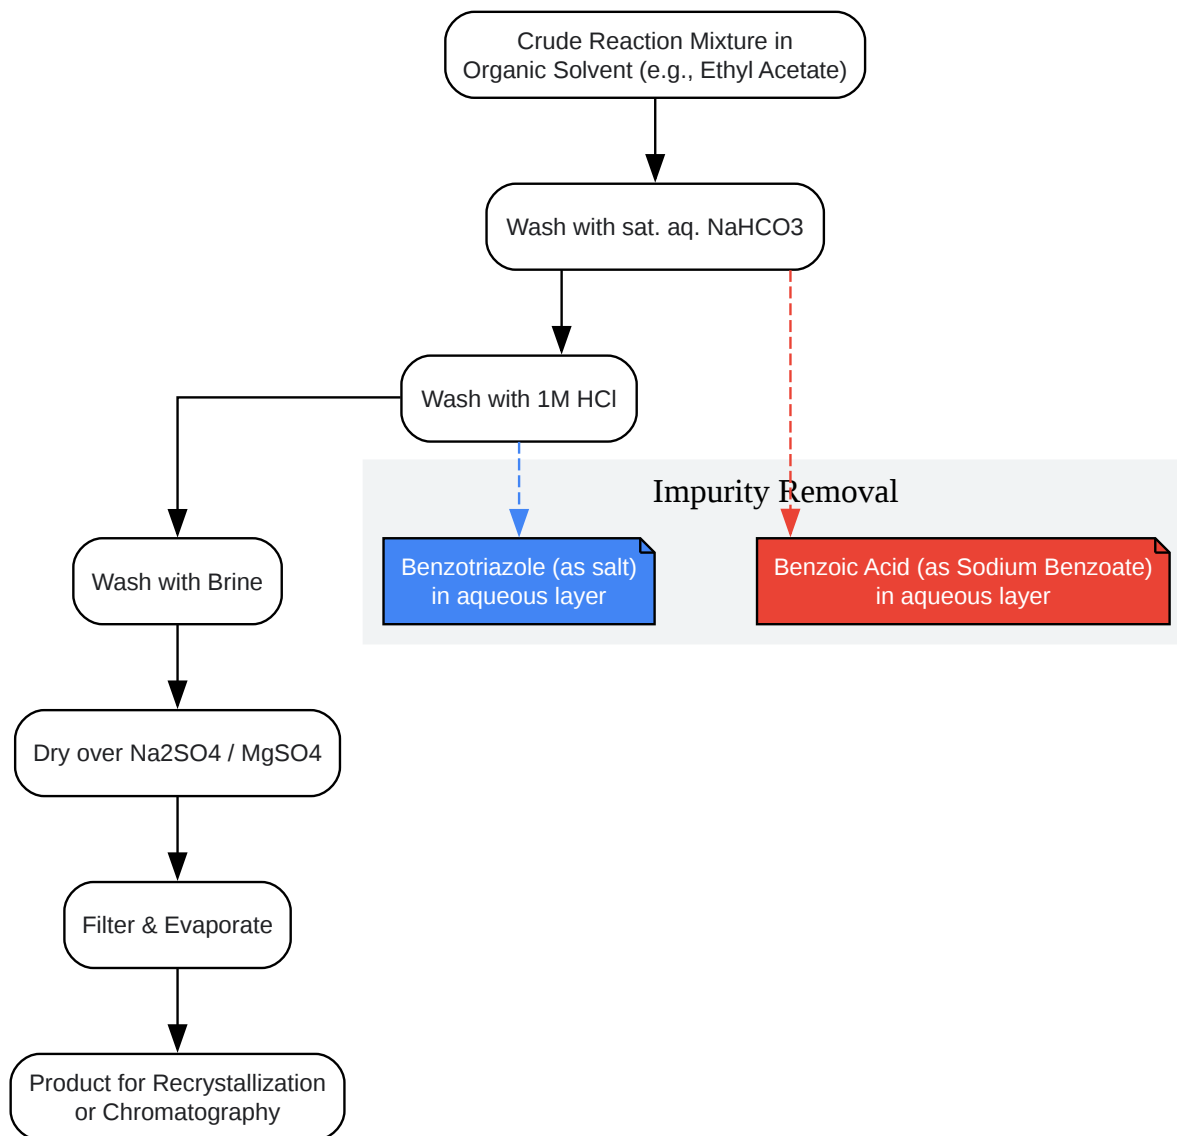 Crude Reaction Mixture in
Organic Solvent (e.g., Ethyl Acetate)
Wash with sat. aq. NaHCO3
Wash with 1M HCl
Impurity Removal
Wash with Brine
Benzotriazole (as salt)
in aqueous layer
Benzoic Acid (as Sodium Benzoate)
in aqueous layer
Dry over Na2SO4 / MgSO4
Filter & Evaporate
Product for Recrystallization
or Chromatography